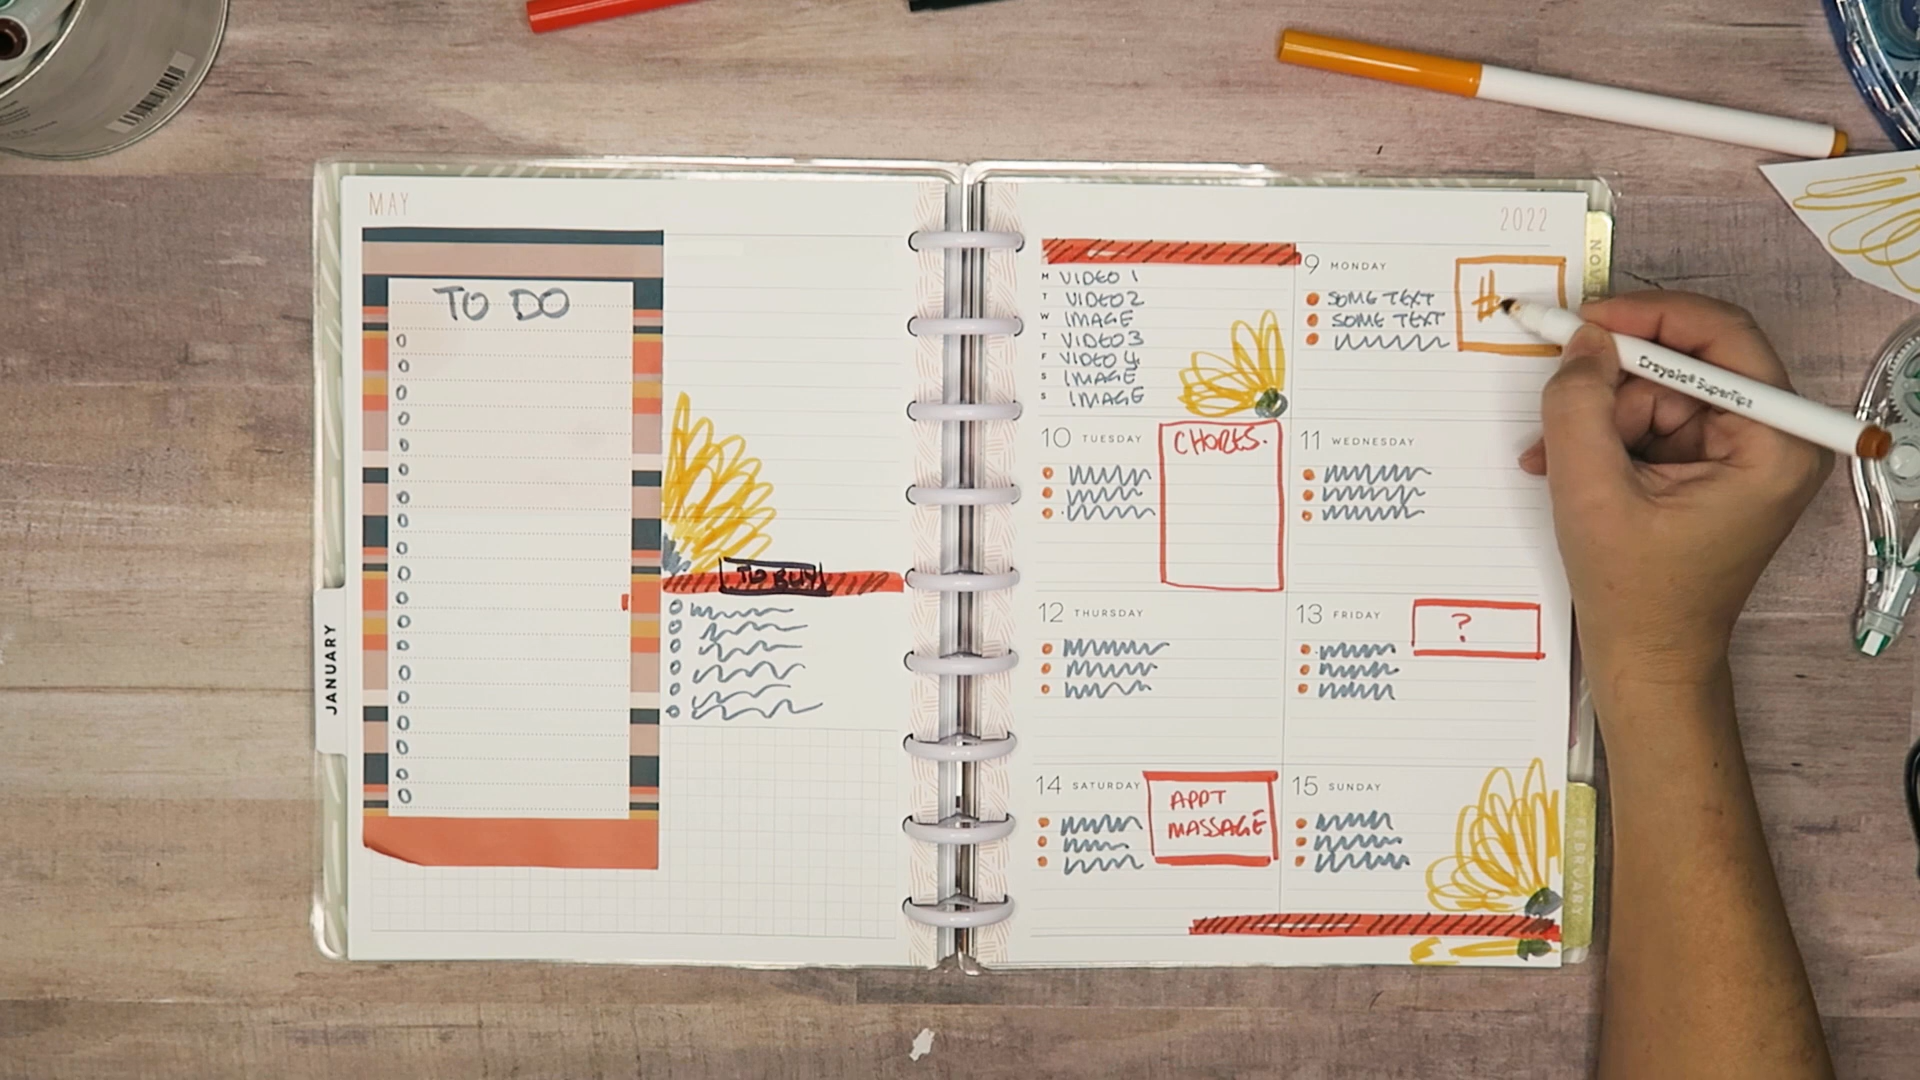 MAY
TO DO
TO BUY
JANUARY
2022
M VIDEO 1
T VIDEO 2
W IMAGE
T VIDEO 3
F VIDEO 4
S IMAGE
S IMAGE
9 MONDAY
SOME TEXT
SOME TEXT
#
10 TUESDAY
CHORES.
11 WEDNESDAY
12 THURSDAY
13 FRIDAY
?
14 SATURDAY
APPT
MASSAGE
15 SUNDAY
NOV
FEBRUARY
Crayola SuperTips